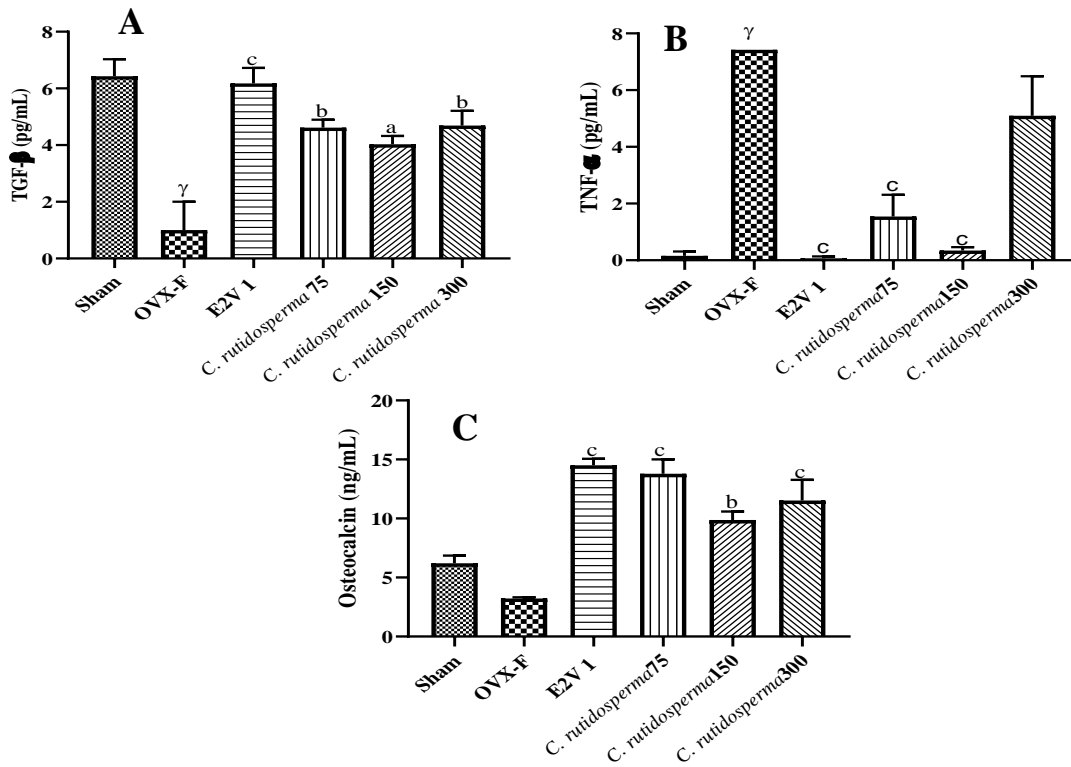 A
TGF-β (pg/mL)
8
6
4
2
0
γ
c
b
a
b
Sham
OVX-F
E2V 1
C. rutidosperma 75
C. rutidosperma 150
C. rutidosperma 300
B
TNF-α (pg/mL)
8
6
4
2
0
γ
c
c
c
Sham
OVX-F
E2V 1
C. rutidosperma75
C. rutidosperma150
C. rutidosperma300
C
Osteocalcin (ng/mL)
20
15
10
5
0
c
c
b
c
Sham
OVX-F
E2V 1
C. rutidosperma75
C. rutidosperma150
C. rutidosperma300